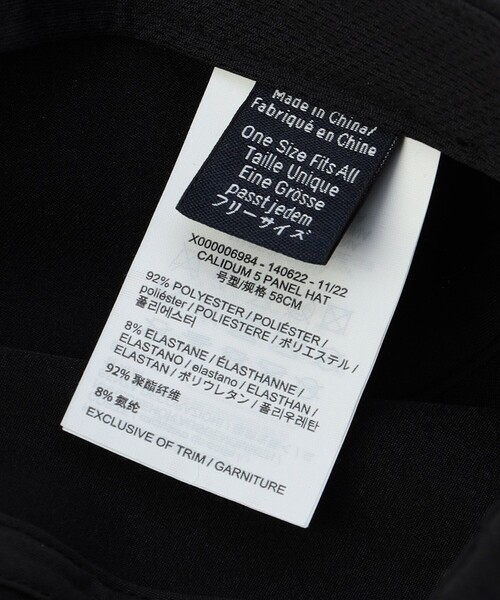 Made in China/
Fabriqué en Chine
One Size Fits All
Taille Unique
Eine Grösse
passt jedem
フリーサイズ
X000006984 - 140622 - 11/22
CALIDUM 5 PANEL HAT
号型/规格 58CM
92% POLYESTER / POLIÉSTER /
poliéster / POLIESTERE / ポリエステル /
폴리에스터
8% ELASTANE / ÉLASTHANNE /
ELASTANO / elastano / ELASTHAN /
ELASTAN / ポリウレタン / 폴리우레탄
92% 聚酯纤维
8% 氨纶
EXCLUSIVE OF TRIM / GARNITURE